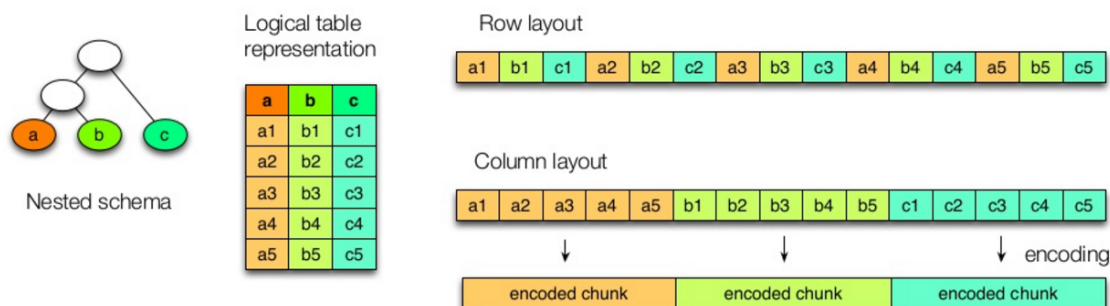 Logical table
representation
Row layout
a1 b1 c1 a2 b2 c2 a3 b3 c3 a4 b4 c4 a5 b5 c5
a b c
a1 b1 c1
a2 b2 c2
a3 b3 c3
a4 b4 c4
a5 b5 c5
a b c
Nested schema
Column layout
a1 a2 a3 a4 a5 b1 b2 b3 b4 b5 c1 c2 c3 c4 c5
encoding
encoded chunk encoded chunk encoded chunk